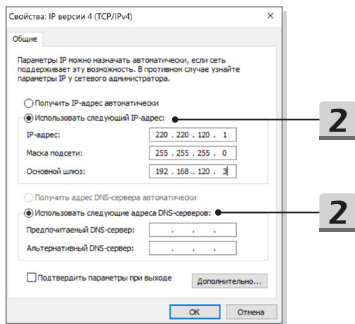 Свойства: IP версии 4 (TCP/IPv4)
Общие
Параметры IP можно назначать автоматически, если сеть
поддерживает эту возможность. В противном случае узнайте
параметры IP у сетевого администратора.
Получить IP-адрес автоматически
Использовать следующий IP-адрес:
2
IP-адрес: 220 . 220 . 120 . 1
Маска подсети: 255 . 255 . 255 . 0
Основной шлюз: 192 . 168 . 120 . 3
Получить адрес DNS-сервера автоматически
Использовать следующие адреса DNS-серверов:
2
Предпочитаемый DNS-сервер: . . .
Альтернативный DNS-сервер: . . .
Подтвердить параметры при выходе
Дополнительно...
ОК Отмена